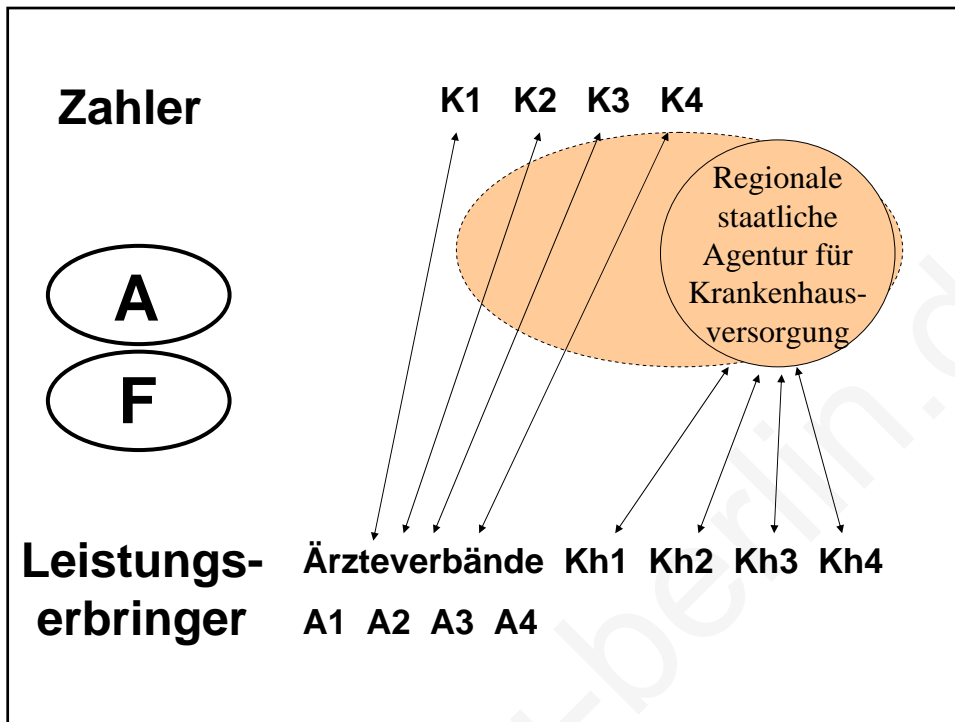 Zahler
K1 K2 K3 K4
Regionale
staatliche
Agentur für
Krankenhaus-
versorgung
A
F
Leistungs-
erbringer
Ärzteverbände Kh1 Kh2 Kh3 Kh4
A1 A2 A3 A4
-berlin.d